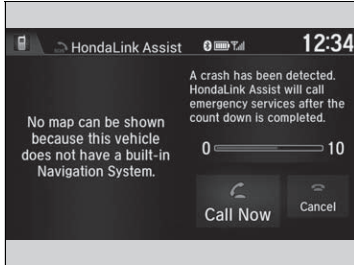 HondaLink Assist
12:34
A crash has been detected.
HondaLink Assist will call
emergency services after the
count down is completed.
No map can be shown
because this vehicle
does not have a built-in
Navigation System.
0
10
Call Now
Cancel